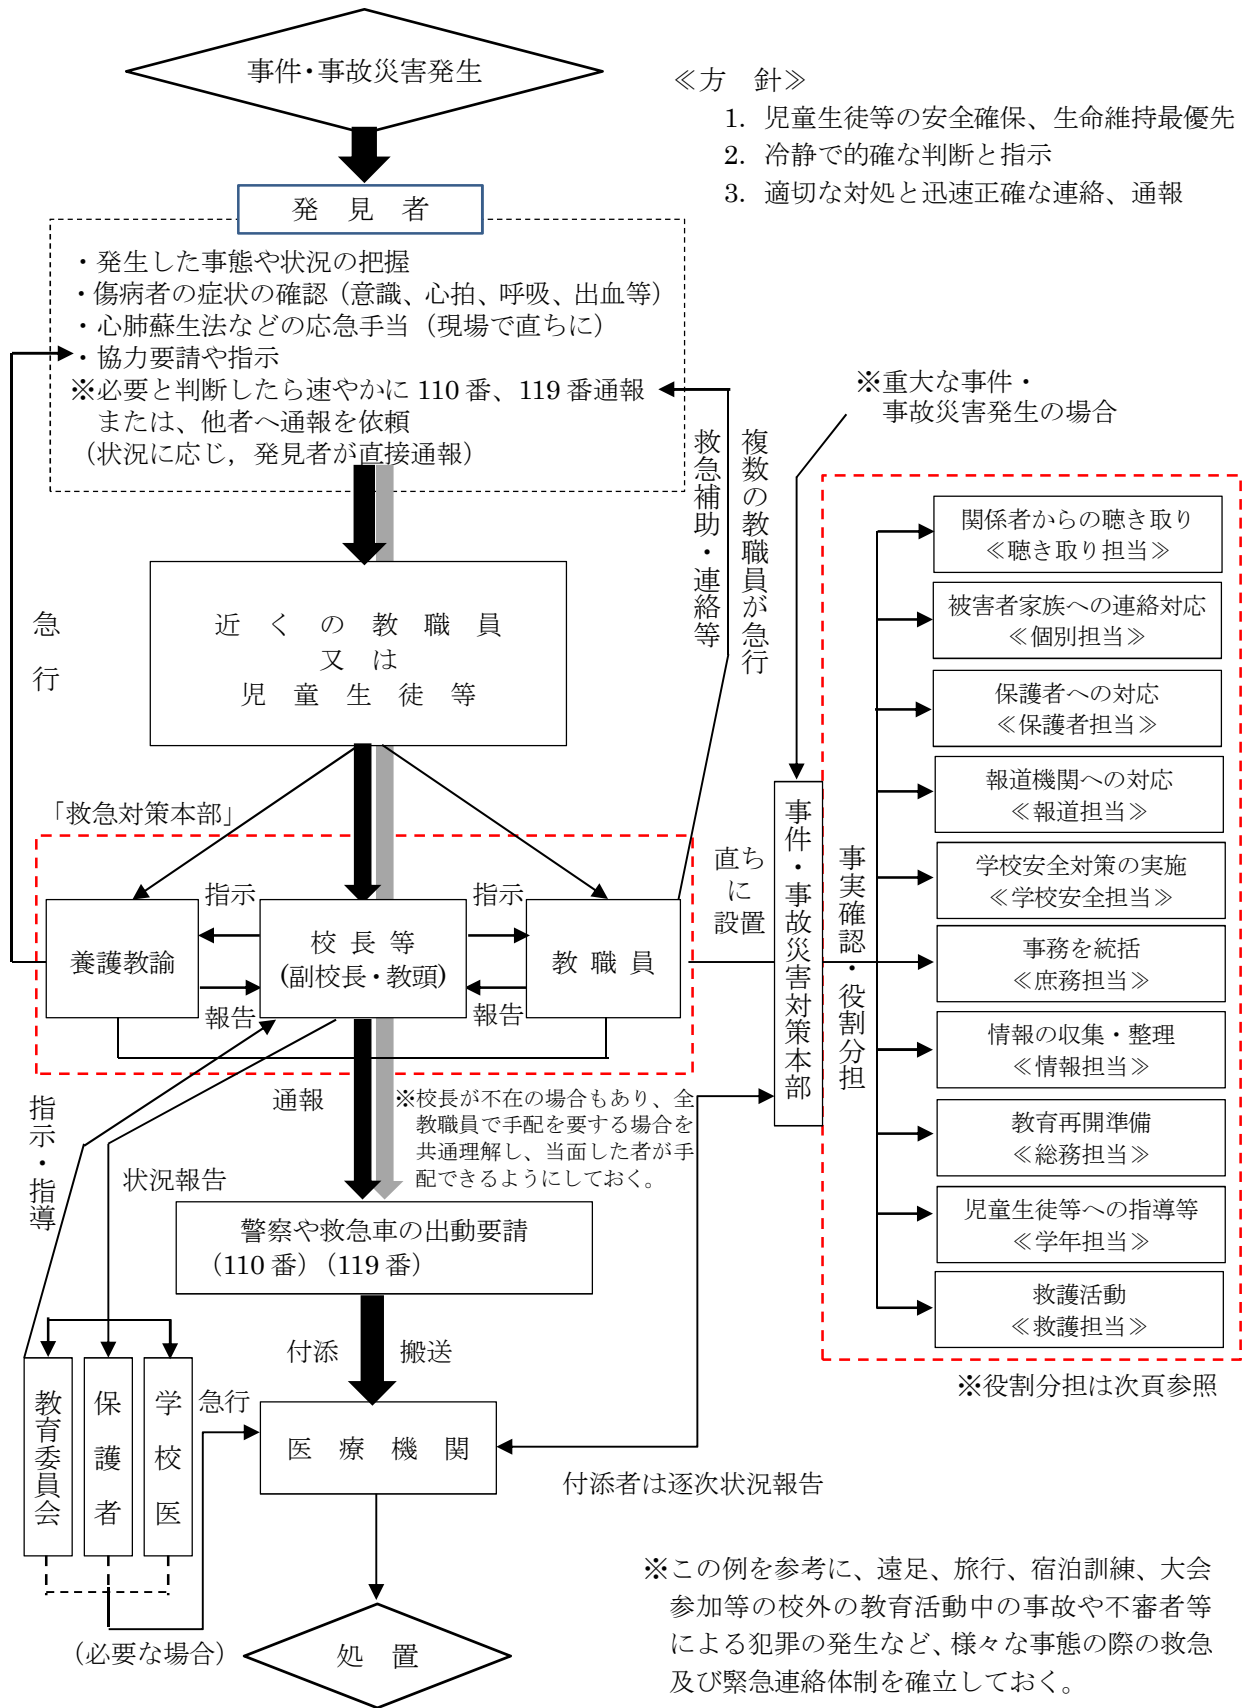 事件・事故災害発生
≪方　針≫
1. 児童生徒等の安全確保、生命維持最優先
2. 冷静で的確な判断と指示
3. 適切な対処と迅速正確な連絡、通報
発　見　者
・発生した事態や状況の把握
・傷病者の症状の確認（意識、心拍、呼吸、出血等）
・心肺蘇生法などの応急手当（現場で直ちに）
・協力要請や指示
※必要と判断したら速やかに 110 番、119 番通報
または、他者へ通報を依頼
（状況に応じ，発見者が直接通報）
※重大な事件・
事故災害発生の場合
複数の教職員が急行
救急補助・連絡等
急行
近　く　の　教　職　員
又　は
児　童　生　徒　等
「救急対策本部」
養護教諭
指示
報告
校 長 等
(副校長・教頭)
指示
報告
教 職 員
直ち
に
設置
事件・事故災害対策本部
事実確認・役割分担
関係者からの聴き取り
≪聴き取り担当≫
被害者家族への連絡対応
≪個別担当≫
保護者への対応
≪保護者担当≫
報道機関への対応
≪報道担当≫
学校安全対策の実施
≪学校安全担当≫
事務を統括
≪庶務担当≫
情報の収集・整理
≪情報担当≫
教育再開準備
≪総務担当≫
児童生徒等への指導等
≪学年担当≫
救護活動
≪救護担当≫
※役割分担は次頁参照
通報
※校長が不在の場合もあり、全
教職員で手配を要する場合を
共通理解し、当面した者が手
配できるようにしておく。
指示・指導
状況報告
警察や救急車の出動要請
（110 番）（119 番）
付添
搬送
教育委員会
保護者
学校医
急行
医　療　機　関
付添者は逐次状況報告
（必要な場合）
処　置
※この例を参考に、遠足、旅行、宿泊訓練、大会
参加等の校外の教育活動中の事故や不審者等
による犯罪の発生など、様々な事態の際の救急
及び緊急連絡体制を確立しておく。